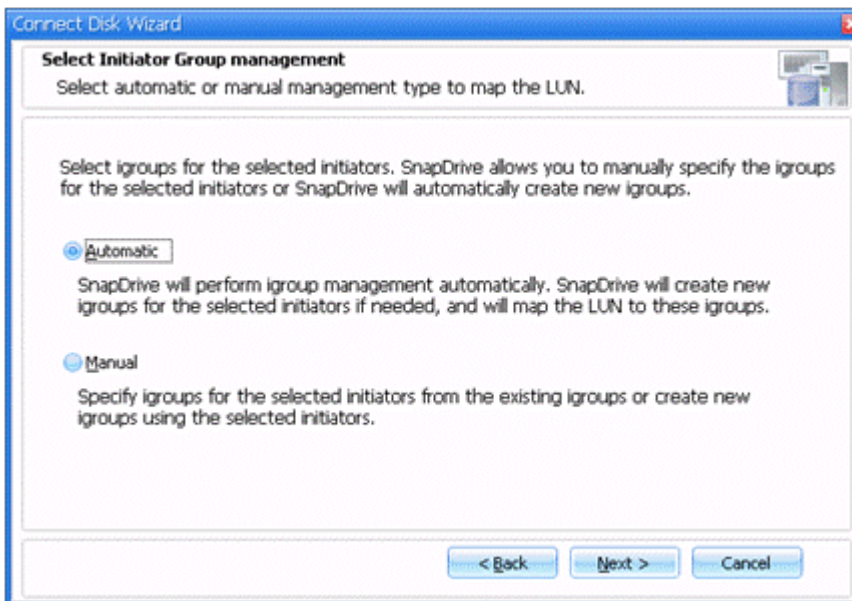 Connect Disk Wizard
Select Initiator Group management
Select automatic or manual management type to map the LUN.
Select igroups for the selected initiators. SnapDrive allows you to manually specify the igroups
for the selected initiators or SnapDrive will automatically create new igroups.
Automatic
SnapDrive will perform igroup management automatically. SnapDrive will create new
igroups for the selected initiators if needed, and will map the LUN to these igroups.
Manual
Specify igroups for the selected initiators from the existing igroups or create new
igroups using the selected initiators.
< Back Next > Cancel